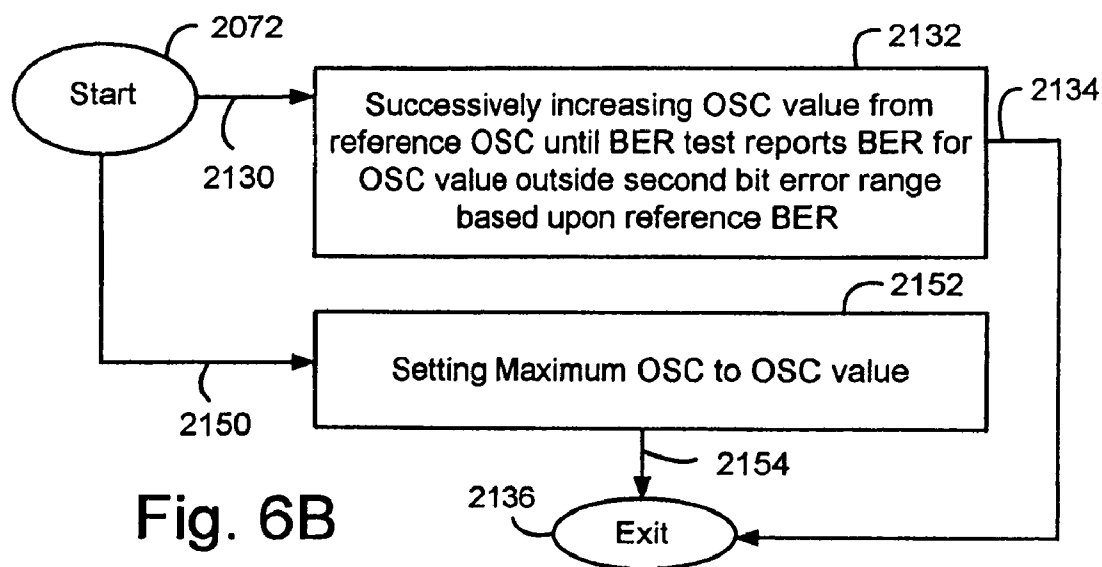 2072
Start
2130
2132
2134
Successively increasing OSC value from
reference OSC until BER test reports BER for
OSC value outside second bit error range
based upon reference BER
2152
Setting Maximum OSC to OSC value
2150
2154
2136
Exit
Fig. 6B